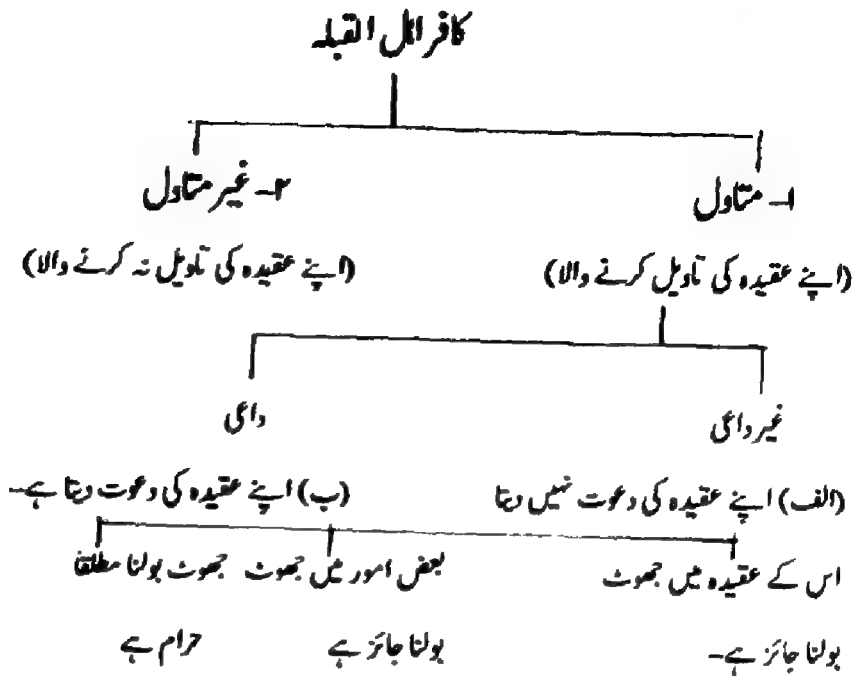 کافر اہل القبلہ
۱۔ متاول
۲۔ غیر متاول
(اپنے عقیدہ کی تاویل کرنے والا)
(اپنے عقیدہ کی تاویل نہ کرنے والا)
غیر داعی
داعی
(الف) اپنے عقیدہ کی دعوت نہیں دیتا
(ب) اپنے عقیدہ کی دعوت دیتا ہے۔
اس کے عقیدہ میں جھوٹ
بولنا جائز ہے۔
بعض امور میں جھوٹ
بولنا جائز ہے
جھوٹ بولنا مطلقا
حرام ہے